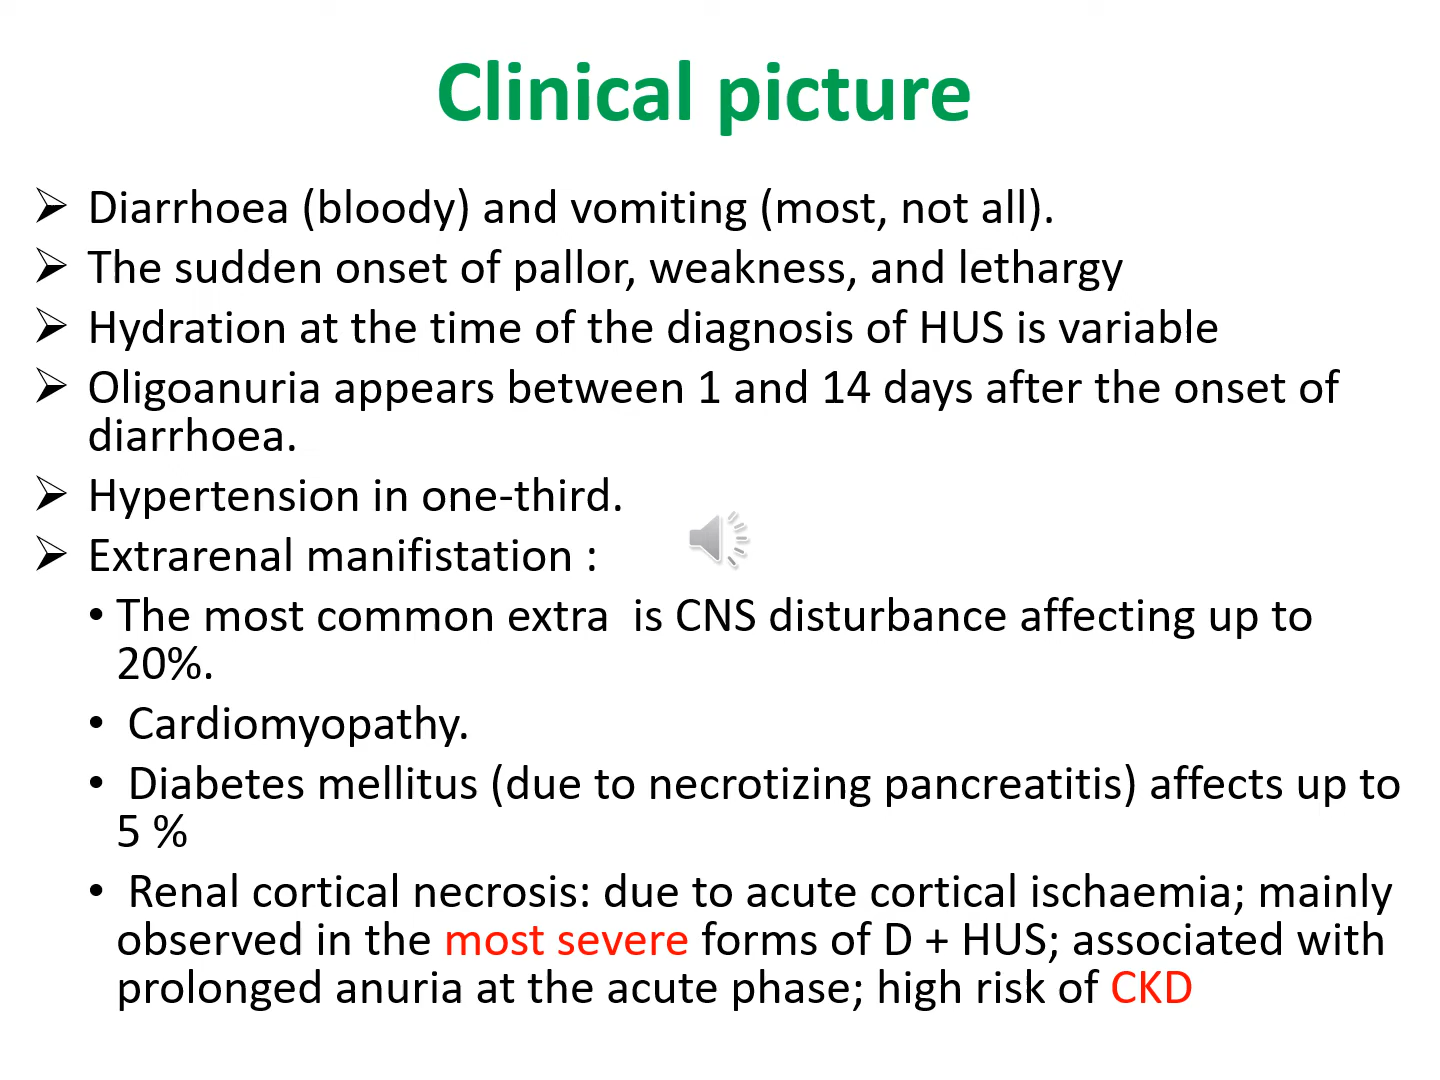 Clinical picture
➢ Diarrhoea (bloody) and vomiting (most, not all).
➢ The sudden onset of pallor, weakness, and lethargy
➢ Hydration at the time of the diagnosis of HUS is variable
➢ Oligoanuria appears between 1 and 14 days after the onset of
diarrhoea.
➢ Hypertension in one-third.
➢ Extrarenal manifistation :
• The most common extra  is CNS disturbance affecting up to
20%.
• Cardiomyopathy.
• Diabetes mellitus (due to necrotizing pancreatitis) affects up to
5 %
• Renal cortical necrosis: due to acute cortical ischaemia; mainly
observed in the most severe forms of D + HUS; associated with
prolonged anuria at the acute phase; high risk of CKD